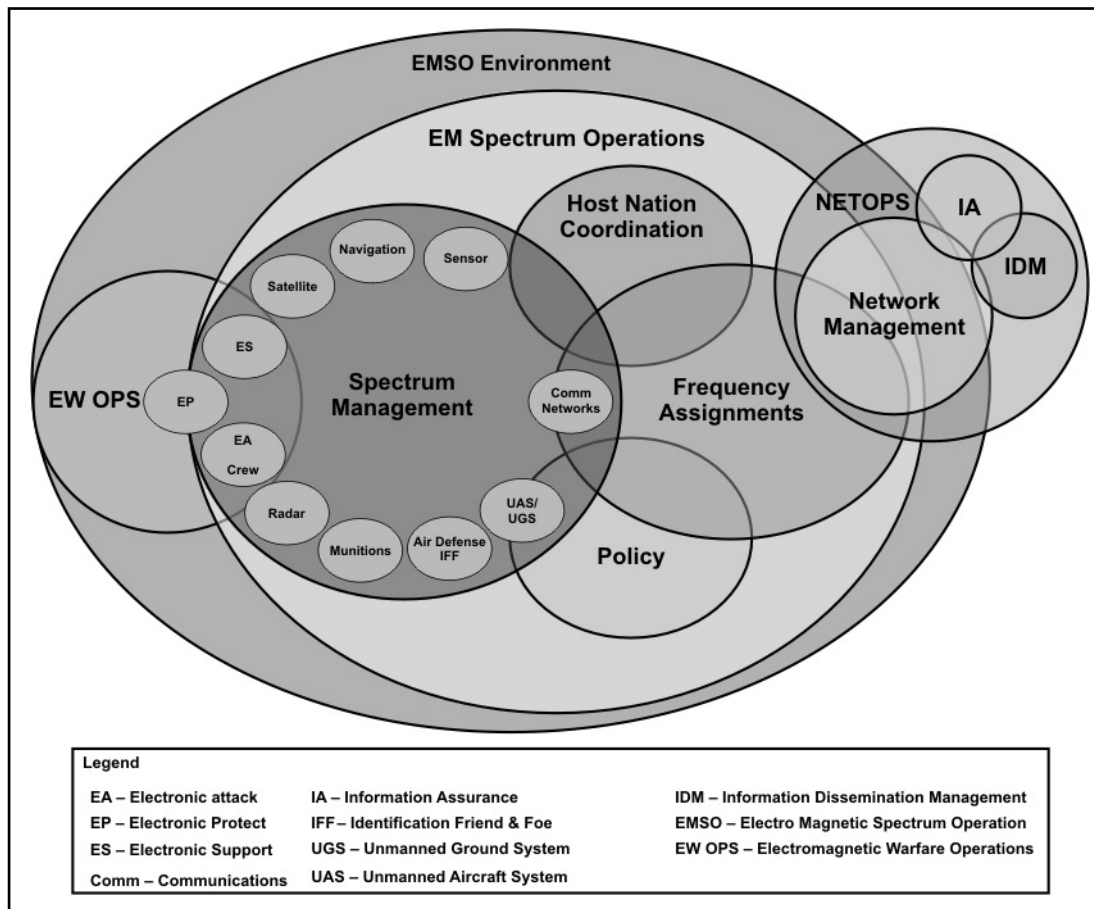 EMSO Environment
EM Spectrum Operations
Host Nation
Coordination
NETOPS
IA
IDM
Network
Management
Navigation
Sensor
Satellite
ES
EW OPS
EP
EA
Crew
Spectrum
Management
Comm
Networks
Frequency
Assignments
Radar
Munitions
Air Defense
IFF
UAS/
UGS
Policy
Legend
EA – Electronic attack
EP – Electronic Protect
ES – Electronic Support
Comm – Communications
IA – Information Assurance
IFF – Identification Friend & Foe
UGS – Unmanned Ground System
UAS – Unmanned Aircraft System
IDM – Information Dissemination Management
EMSO – Electro Magnetic Spectrum Operation
EW OPS – Electromagnetic Warfare Operations